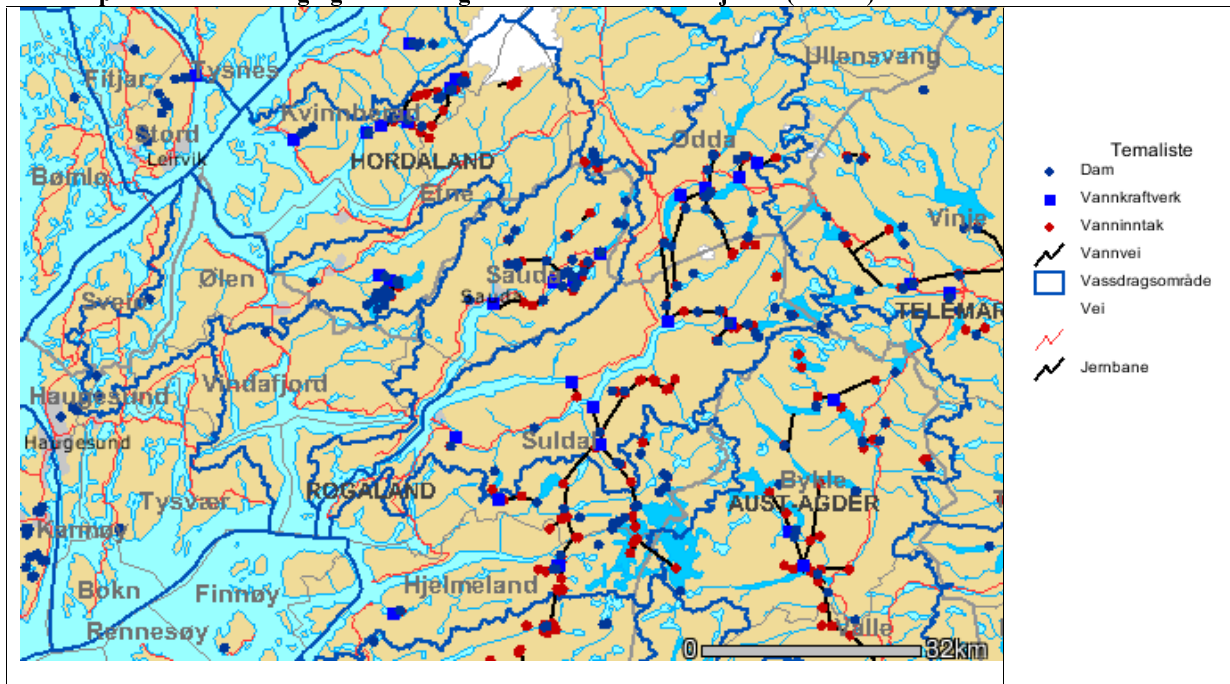 Ullensvang
Fitjar
Tysnes
Kvinnherad
Stord
Leirvik
Odda
HORDALAND
Bømlo
Etne
Vinje
Ølen
Sauda
Sauda
Sveio
TELEMAR
Vindafjord
Haugesund
Haugesund
Suldal
Bykle
ROGALAND
AUST-AGDER
Tysvær
Karmøy
Hjelmeland
Bokn
Finnøy
Rennesøy
Valle
0 32km
Temaliste
Dam
Vannkraftverk
Vanninntak
Vannvei
Vassdragsområde
Vei
Jernbane